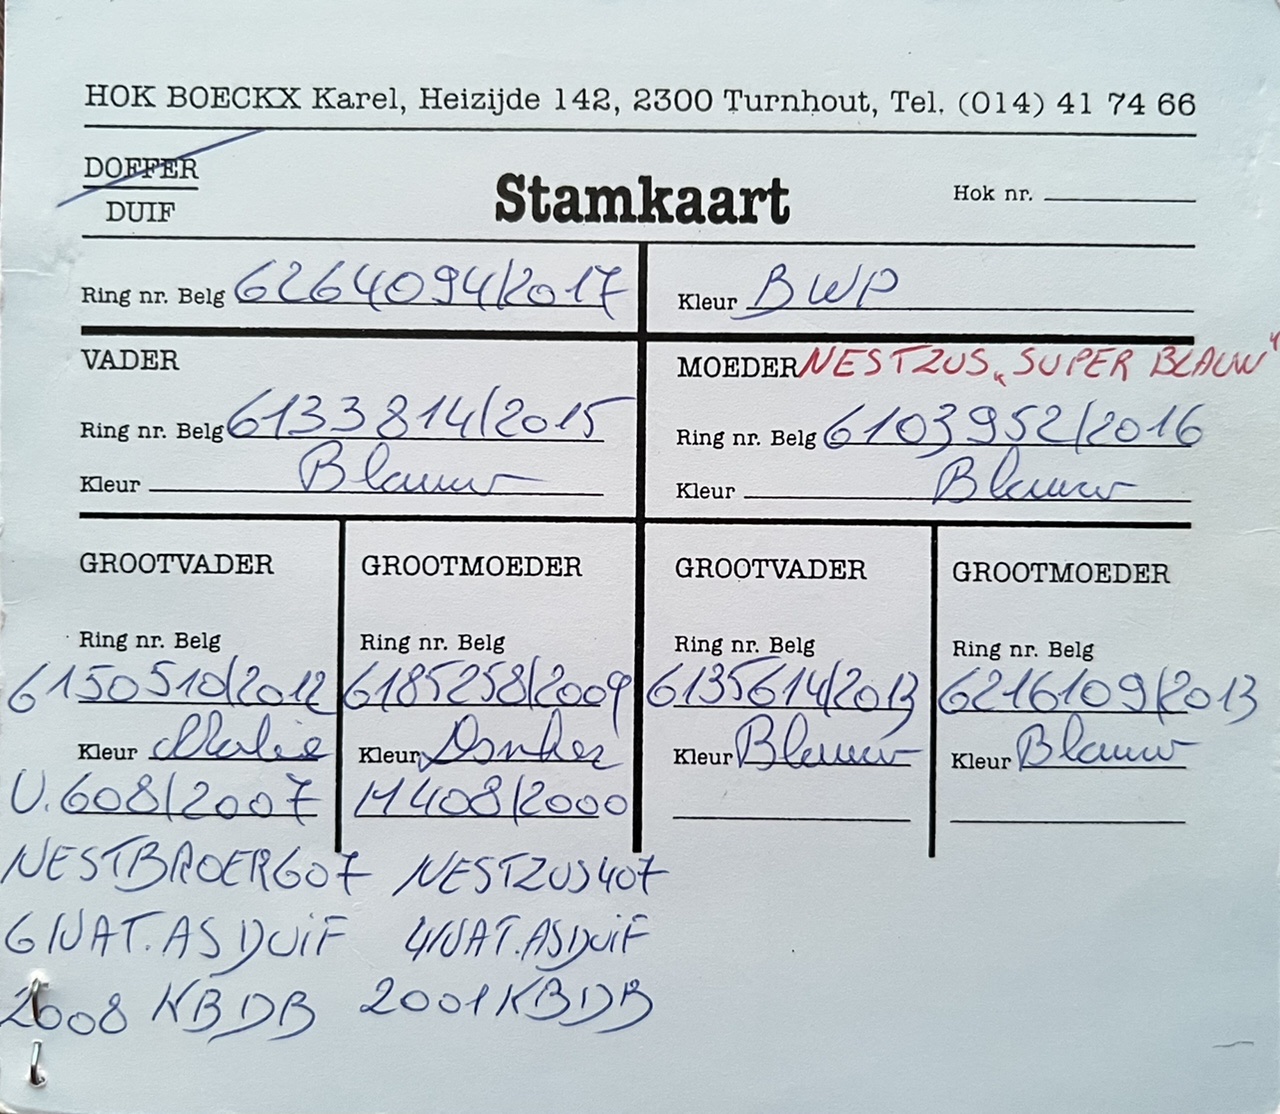 HOK BOECKX Karel, Heizijde 142, 2300 Turnhout, Tel. (014) 41 74 66
DOFFER
DUIF
Stamkaart
Hok nr.
Ring nr. Belg 6264094/2017
Kleur BWP
VADER
Ring nr. Belg 6133814/2015
Kleur Blauw
MOEDER NESTZUS „SUPER BLAUW"
Ring nr. Belg 6103952/2016
Kleur Blauw
GROOTVADER
Ring nr. Belg
6150510/2012
Kleur
V.608/2007
NESTBROER607
6 NAT. ASDUiF
2008 KBDB
GROOTMOEDER
Ring nr. Belg
6185258/2009
Kleur Donker
M408/2000
NESTZUS407
4NAT.ASDUiF
2001KBDB
GROOTVADER
Ring nr. Belg
6135614/2013
Kleur Blauw
GROOTMOEDER
Ring nr. Belg
6216109/2013
Kleur Blauw